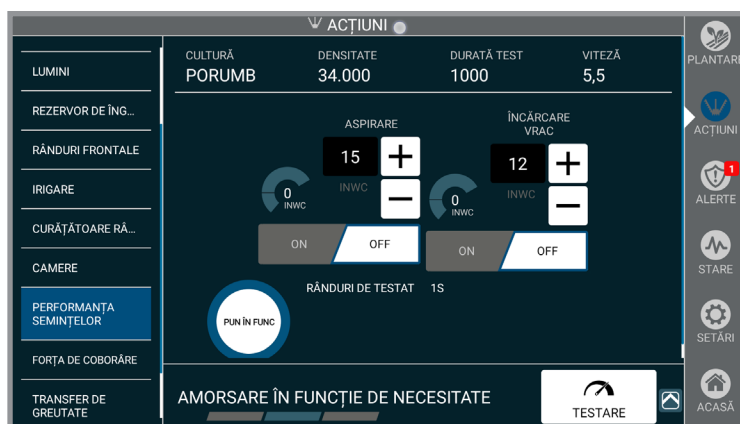 ACȚIUNI
LUMINI
REZERVOR DE ÎNG...
RÂNDURI FRONTALE
IRIGARE
CURĂȚĂTOARE RÂ...
CAMERE
PERFORMANȚA
SEMINȚELOR
FORȚA DE COBORÂRE
TRANSFER DE
GREUTATE
CULTURĂ DENSITATE DURATĂ TEST VITEZĂ
PORUMB 34.000 1000 5,5
ASPIRARE
15
+
INWC
−
0
INWC
ON OFF
ÎNCĂRCARE
VRAC
12
+
INWC
−
0
INWC
ON OFF
RÂNDURI DE TESTAT 1S
PUN ÎN FUNC
AMORSARE ÎN FUNCȚIE DE NECESITATE
TESTARE
PLANTARE
ACȚIUNI
1
ALERTE
STARE
SETĂRI
ACASĂ